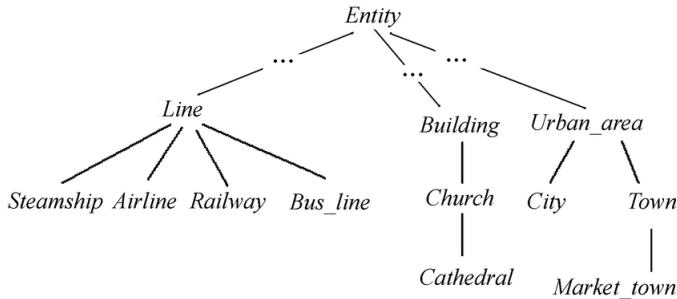 Entity
... ... ...
Line Building Urban_area
Steamship Airline Railway Bus_line Church City Town
Cathedral Market_town